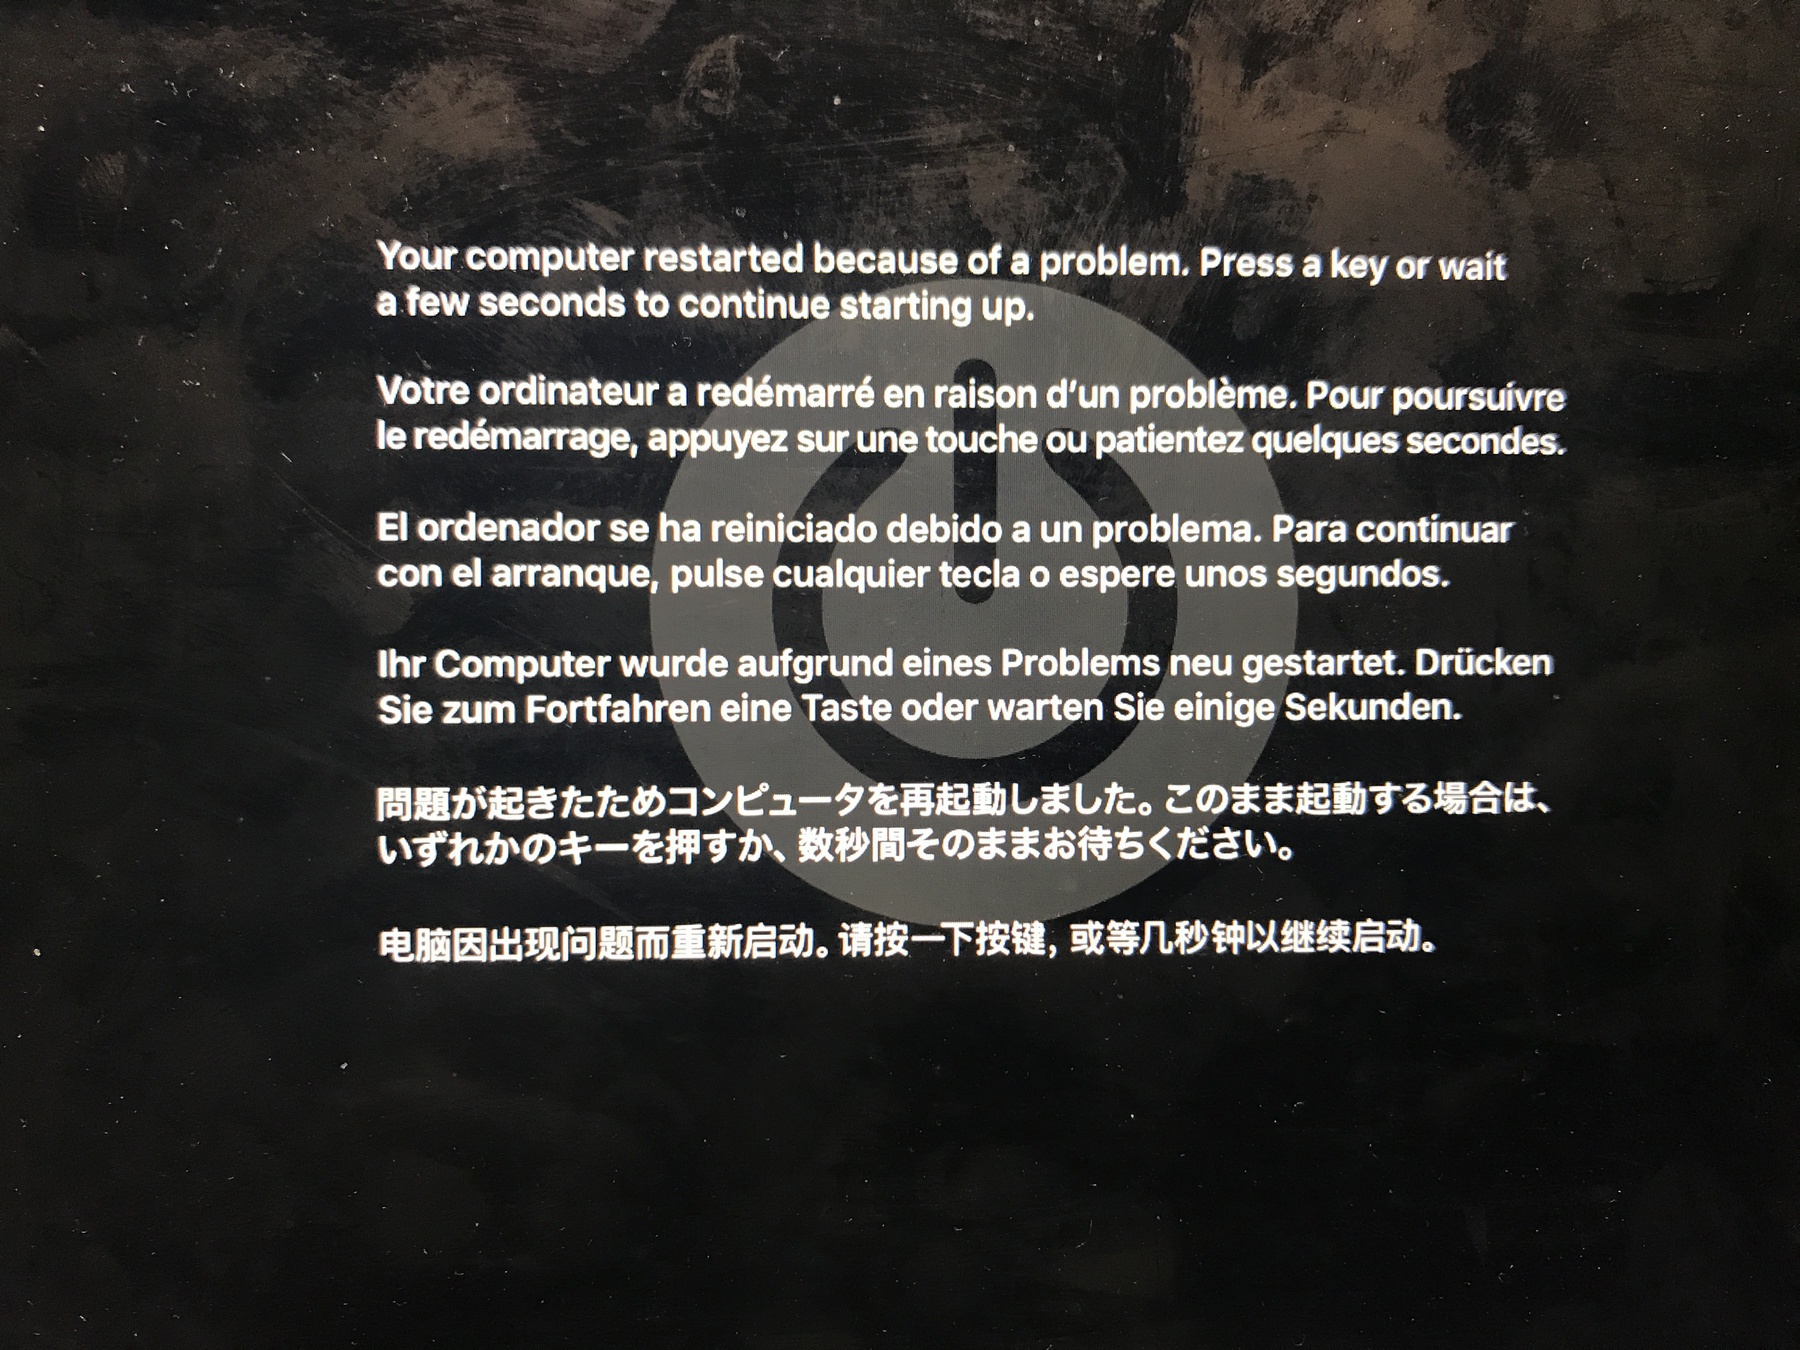 Your computer restarted because of a problem. Press a key or wait
a few seconds to continue starting up.
Votre ordinateur a redémarré en raison d’un problème. Pour poursuivre
le redémarrage, appuyez sur une touche ou patientez quelques secondes.
El ordenador se ha reiniciado debido a un problema. Para continuar
con el arranque, pulse cualquier tecla o espere unos segundos.
Ihr Computer wurde aufgrund eines Problems neu gestartet. Drücken
Sie zum Fortfahren eine Taste oder warten Sie einige Sekunden.
問題が起きたためコンピュータを再起動しました。このまま起動する場合は、
いずれかのキーを押すか、数秒間そのままお待ちください。
电脑因出现问题而重新启动。请按一下按键，或等几秒钟以继续启动。